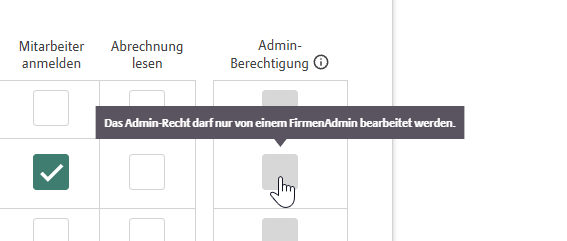 Mitarbeiter
anmelden
Abrechnung
lesen
Admin-
Berechtigung
Das Admin-Recht darf nur von einem FirmenAdmin bearbeitet werden.